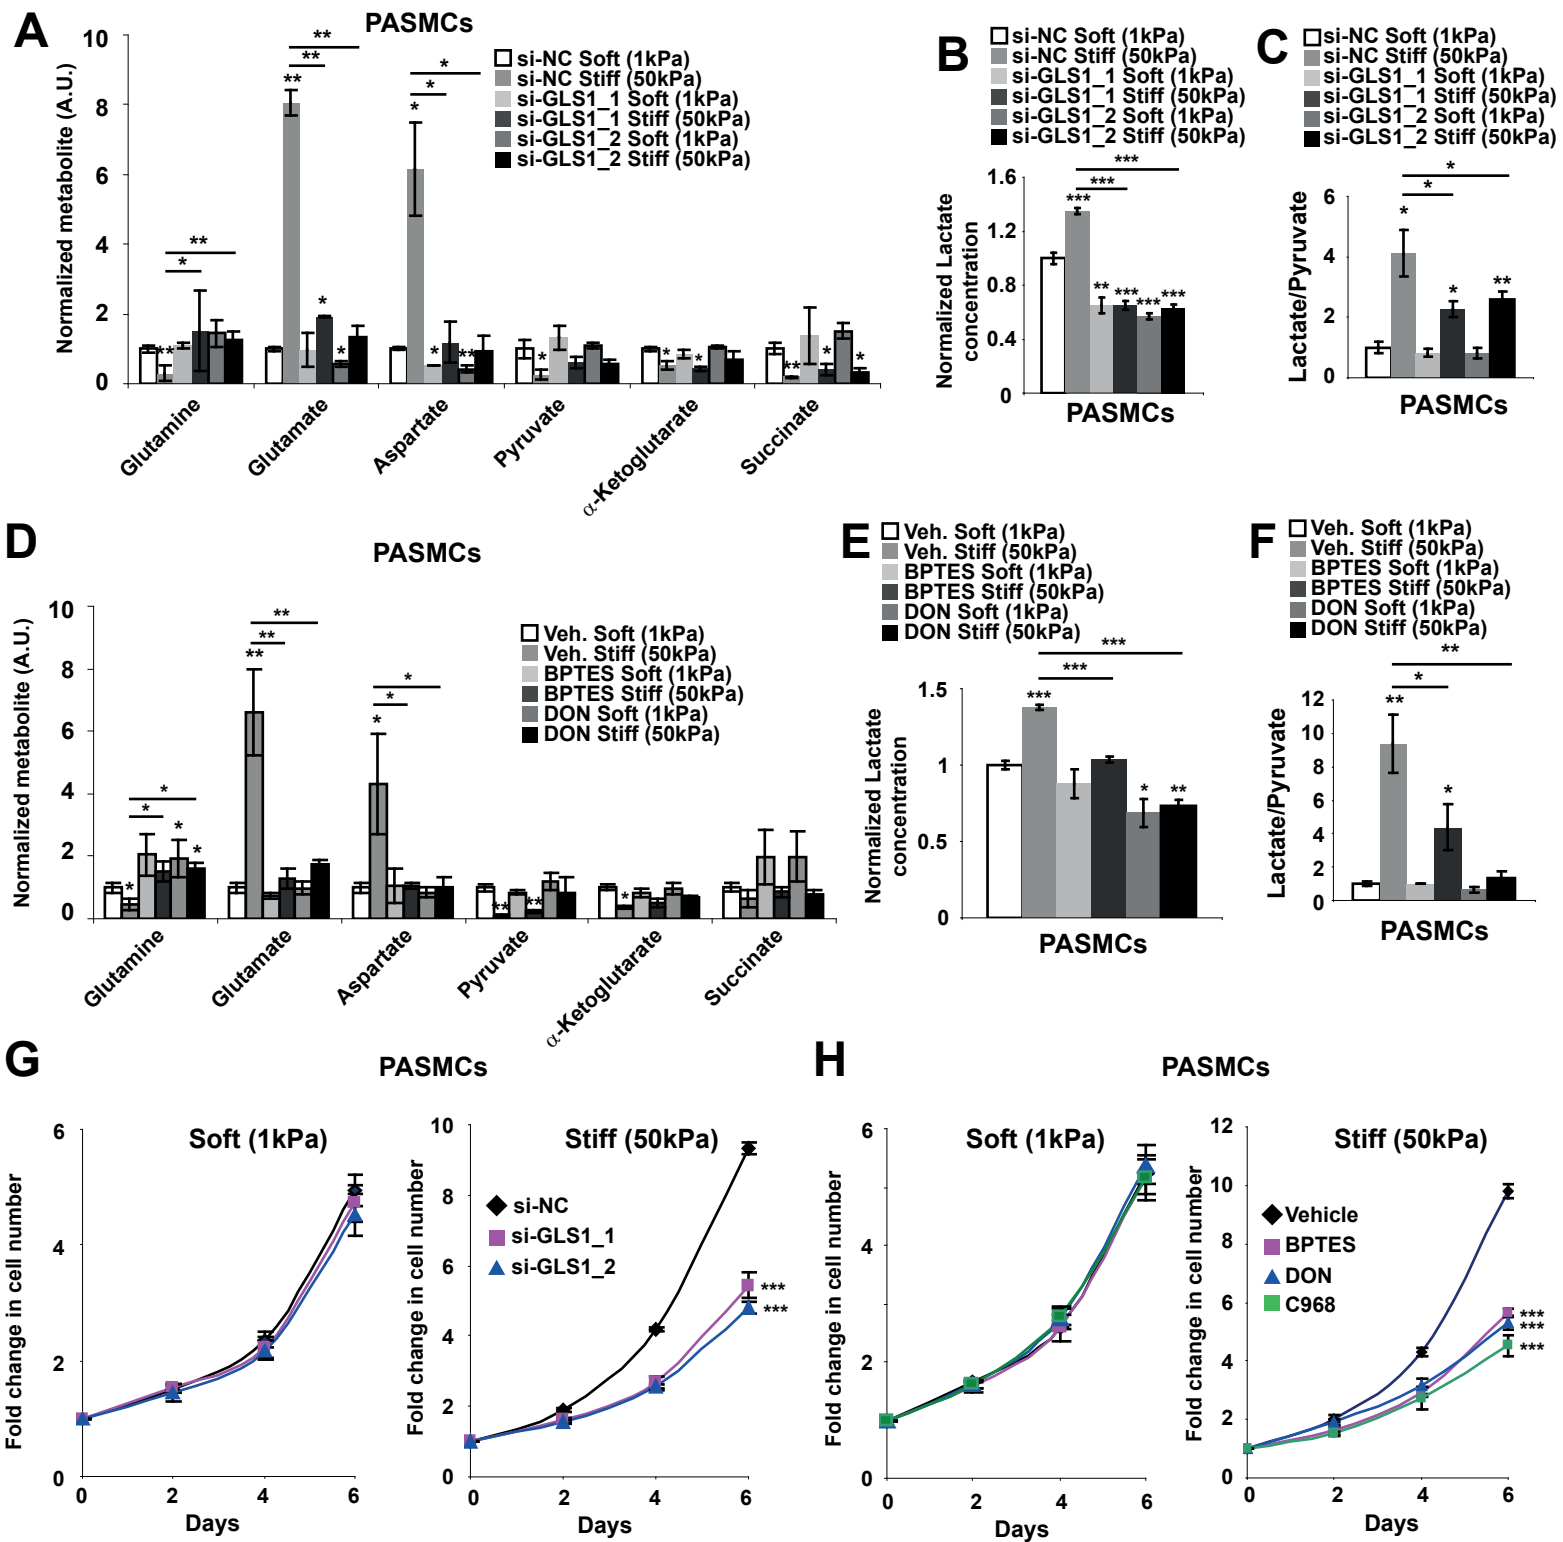 A
PASMCs
Normalized metabolite (A.U.)
10
8
6
4
2
0
si-NC Soft (1kPa)
si-NC Stiff (50kPa)
si-GLS1_1 Soft (1kPa)
si-GLS1_1 Stiff (50kPa)
si-GLS1_2 Soft (1kPa)
si-GLS1_2 Stiff (50kPa)
** * ** ** ** ** * * * * * ** * * * ** * *
Glutamine
Glutamate
Aspartate
Pyruvate
α-Ketoglutarate
Succinate
B
si-NC Soft (1kPa)
si-NC Stiff (50kPa)
si-GLS1_1 Soft (1kPa)
si-GLS1_1 Stiff (50kPa)
si-GLS1_2 Soft (1kPa)
si-GLS1_2 Stiff (50kPa)
Normalized Lactate
concentration
1.6
1.2
0.8
0.4
0
***
***
***
** *** *** ***
PASMCs
C
si-NC Soft (1kPa)
si-NC Stiff (50kPa)
si-GLS1_1 Soft (1kPa)
si-GLS1_1 Stiff (50kPa)
si-GLS1_2 Soft (1kPa)
si-GLS1_2 Stiff (50kPa)
Lactate/Pyruvate
6
4
2
0
*
*
*
* **
PASMCs
D
PASMCs
Normalized metabolite (A.U.)
10
8
6
4
2
0
Veh. Soft (1kPa)
Veh. Stiff (50kPa)
BPTES Soft (1kPa)
BPTES Stiff (50kPa)
DON Soft (1kPa)
DON Stiff (50kPa)
* * * * * ** ** ** * * * ** ** *
Glutamine
Glutamate
Aspartate
Pyruvate
α-Ketoglutarate
Succinate
E
Veh. Soft (1kPa)
Veh. Stiff (50kPa)
BPTES Soft (1kPa)
BPTES Stiff (50kPa)
DON Soft (1kPa)
DON Stiff (50kPa)
Normalized Lactate
concentration
1.5
1
0.5
0
***
***
***
* **
PASMCs
F
Veh. Soft (1kPa)
Veh. Stiff (50kPa)
BPTES Soft (1kPa)
BPTES Stiff (50kPa)
DON Soft (1kPa)
DON Stiff (50kPa)
Lactate/Pyruvate
12
10
8
6
4
2
0
**
*
**
*
PASMCs
G
PASMCs
Soft (1kPa)
Fold change in cell number
6
4
2
0
0 2 4 6
Days
Stiff (50kPa)
Fold change in cell number
10
8
6
4
2
0
si-NC
si-GLS1_1
si-GLS1_2
***
***
0 2 4 6
Days
H
PASMCs
Soft (1kPa)
Fold change in cell number
6
4
2
0
0 2 4 6
Days
Stiff (50kPa)
Fold change in cell number
12
10
8
6
4
2
0
Vehicle
BPTES
DON
C968
***
***
***
0 2 4 6
Days